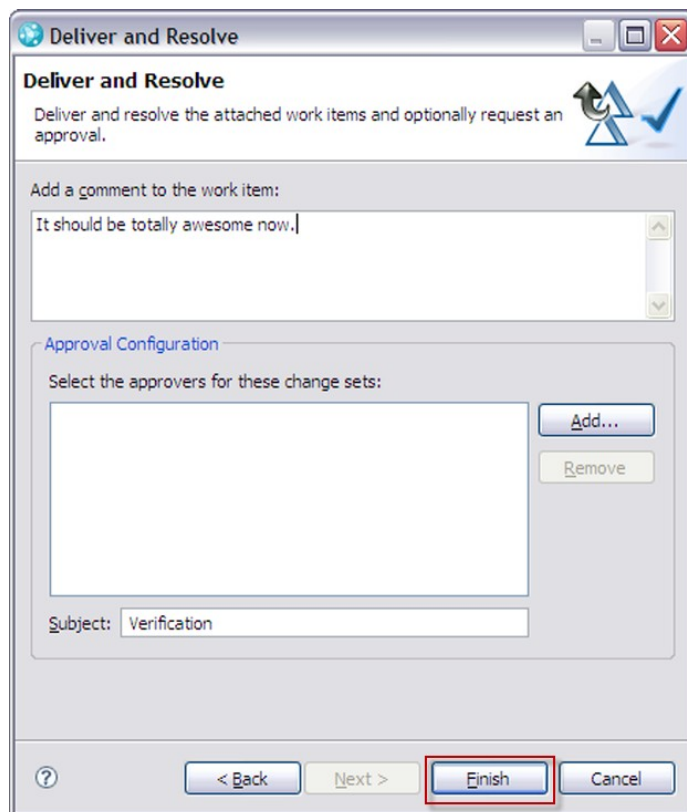 Deliver and Resolve
Deliver and Resolve
Deliver and resolve the attached work items and optionally request an
approval.
Add a comment to the work item:
It should be totally awesome now.
Approval Configuration
Select the approvers for these change sets:
Add...
Remove
Subject: Verification
? < Back Next > Finish Cancel